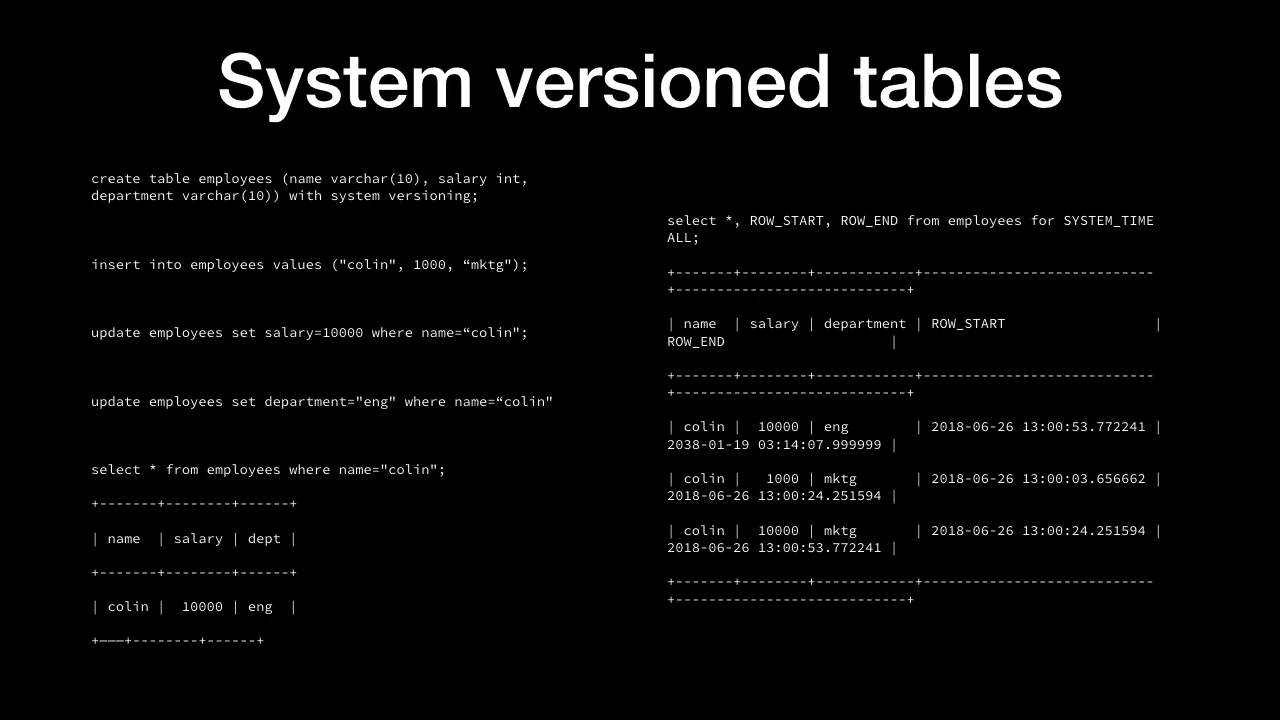 System versioned tables
create table employees (name varchar(10), salary int,
department varchar(10)) with system versioning;
insert into employees values ("colin", 1000, “mktg");
update employees set salary=10000 where name=“colin";
update employees set department="eng" where name=“colin"
select * from employees where name="colin";
+-------+--------+------+
| name  | salary | dept |
+-------+--------+------+
| colin |  10000 | eng  |
+———+--------+------+
select *, ROW_START, ROW_END from employees for SYSTEM_TIME
ALL;
+-------+--------+------------+----------------------------
+----------------------------+
| name  | salary | department | ROW_START                  |
ROW_END                    |
+-------+--------+------------+----------------------------
+----------------------------+
| colin |  10000 | eng        | 2018-06-26 13:00:53.772241 |
2038-01-19 03:14:07.999999 |
| colin |   1000 | mktg       | 2018-06-26 13:00:03.656662 |
2018-06-26 13:00:24.251594 |
| colin |  10000 | mktg       | 2018-06-26 13:00:24.251594 |
2018-06-26 13:00:53.772241 |
+-------+--------+------------+----------------------------
+----------------------------+